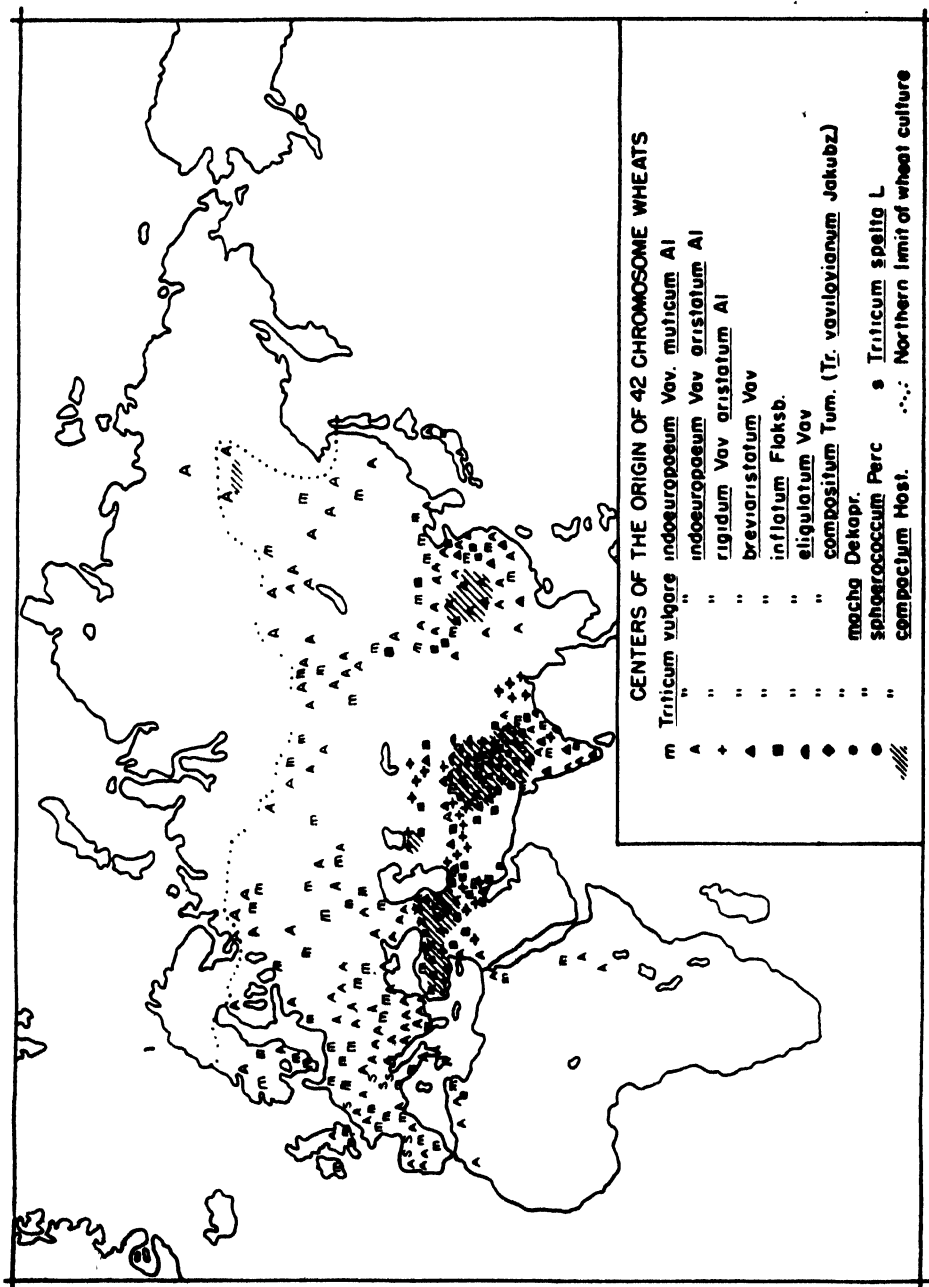 CENTERS OF THE ORIGIN OF 42 CHROMOSOME WHEATS
m Triticum vulgare indoeuropaeum Vav. muticum Al
A " " indoeuropaeum Vav aristatum Al
+ " " rigidum Vav aristatum Al
▲ " " breviaristatum Vav
■ " " inflatum Flaksb.
" " eligulatum Vav
◆ " " compositum Tum. (Tr. vavilovianum Jakubz)
● " macha Dekapr.
● " sphaerococcum Perc s Triticum spelta L
" compactum Host. Northern limit of wheat culture